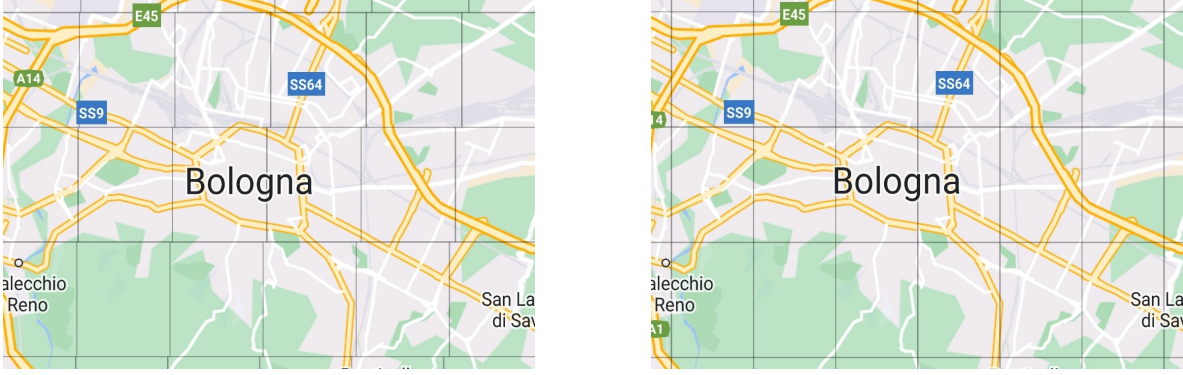 E45
A14
SS64
SS9
Bologna
alecchio
Reno
San La
di Sav
E45
SS64
14
SS9
Bologna
alecchio
Reno
San La
di Sav
A1